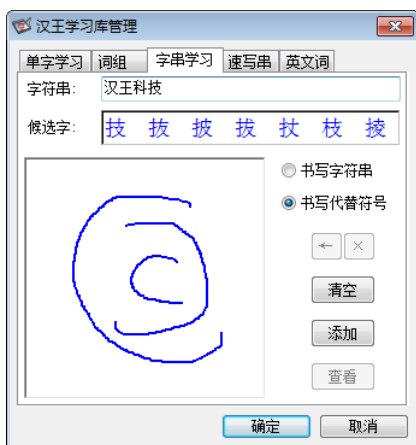 汉王学习库管理
单字学习 词组 字串学习 速写串 英文词
字符串: 汉王科技
候选字: 技 抜 披 拔 扙 枝 掕
书写字符串
书写代替符号
← ×
清空
添加
查看
确定 取消